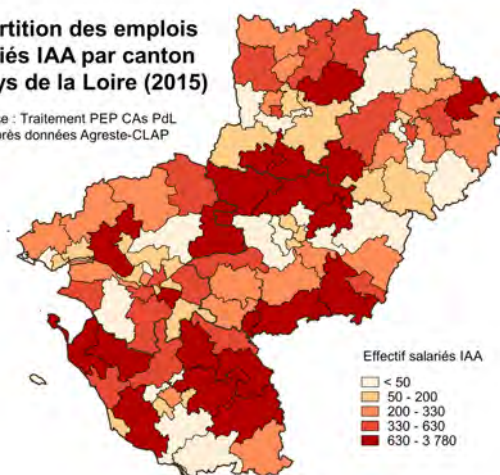 rtition des emplois
iés IAA par canton
ys de la Loire (2015)
e : Traitement PEP CAs PdL
près données Agreste-CLAP
Effectif salariés IAA
< 50
50 - 200
200 - 330
330 - 630
630 - 3 780